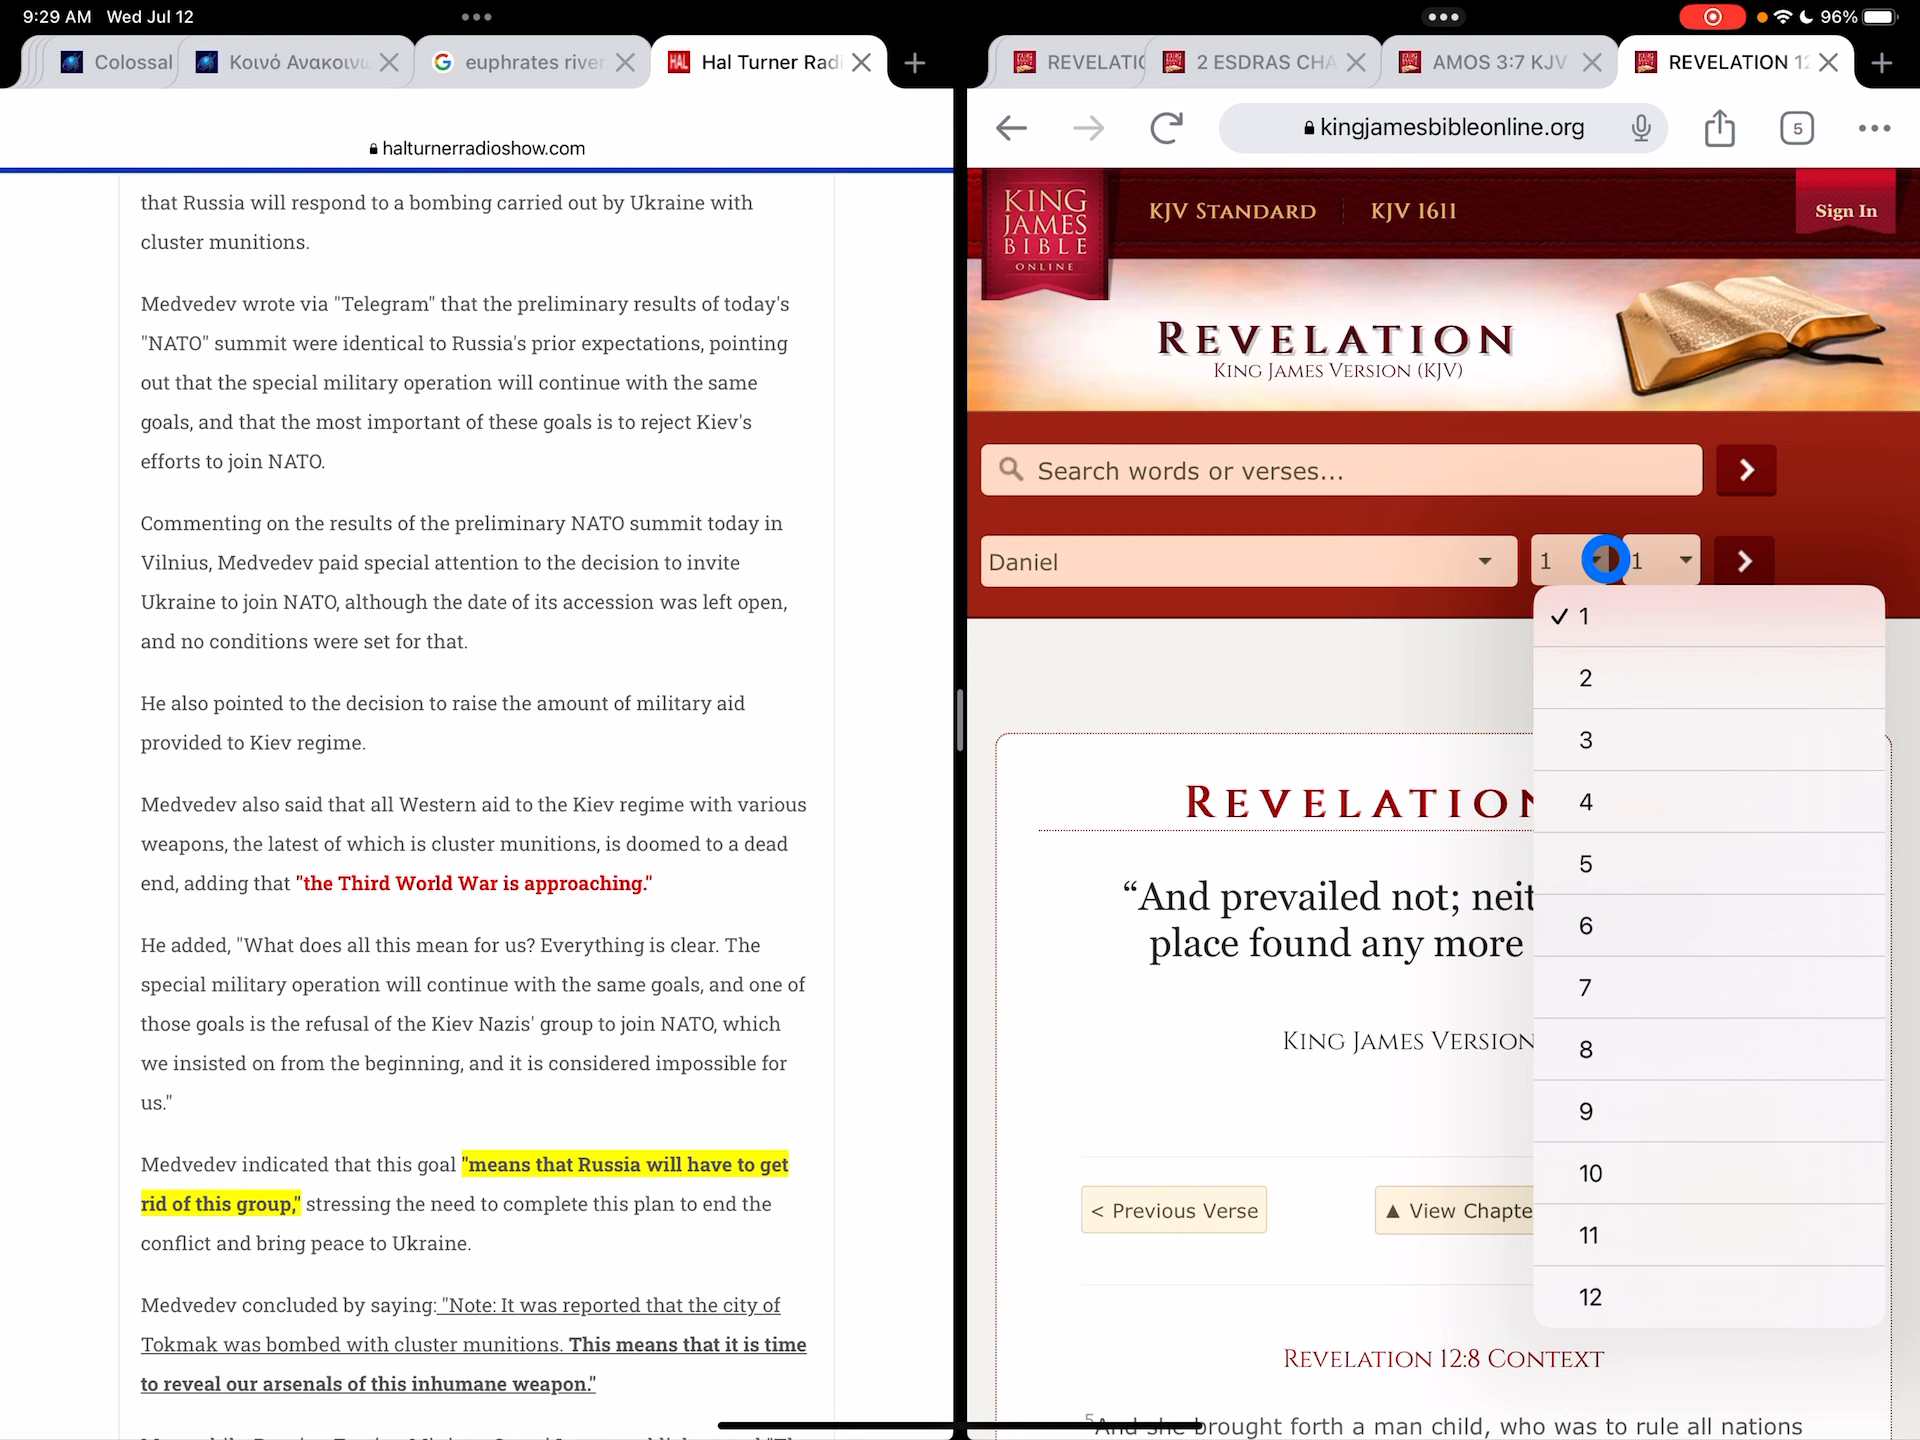 9:29 AM Wed Jul 12
96%
Colossal
Κοινό Ανακοινω
euphrates river
HAL Hal Turner Radi
REVELATIO
2 ESDRAS CHA
AMOS 3:7 KJV
REVELATION 12
halturnerradioshow.com
that Russia will respond to a bombing carried out by Ukraine with
cluster munitions.
Medvedev wrote via "Telegram" that the preliminary results of today's
"NATO" summit were identical to Russia's prior expectations, pointing
out that the special military operation will continue with the same
goals, and that the most important of these goals is to reject Kiev's
efforts to join NATO.
Commenting on the results of the preliminary NATO summit today in
Vilnius, Medvedev paid special attention to the decision to invite
Ukraine to join NATO, although the date of its accession was left open,
and no conditions were set for that.
He also pointed to the decision to raise the amount of military aid
provided to Kiev regime.
Medvedev also said that all Western aid to the Kiev regime with various
weapons, the latest of which is cluster munitions, is doomed to a dead
end, adding that "the Third World War is approaching."
He added, "What does all this mean for us? Everything is clear. The
special military operation will continue with the same goals, and one of
those goals is the refusal of the Kiev Nazis' group to join NATO, which
we insisted on from the beginning, and it is considered impossible for
us."
Medvedev indicated that this goal "means that Russia will have to get
rid of this group," stressing the need to complete this plan to end the
conflict and bring peace to Ukraine.
Medvedev concluded by saying: "Note: It was reported that the city of
Tokmak was bombed with cluster munitions. This means that it is time
to reveal our arsenals of this inhumane weapon."
kingjamesbibleonline.org
5
KING
JAMES
BIBLE
ONLINE
KJV STANDARD
KJV 1611
Sign In
REVELATION
KING JAMES VERSION (KJV)
Search words or verses...
Daniel
1
1
✓ 1
2
3
4
5
6
7
8
9
10
11
12
REVELATION
“And prevailed not; neit
place found any more
KING JAMES VERSION
< Previous Verse
▲ View Chapte
REVELATION 12:8 CONTEXT
5And she brought forth a man child, who was to rule all nations